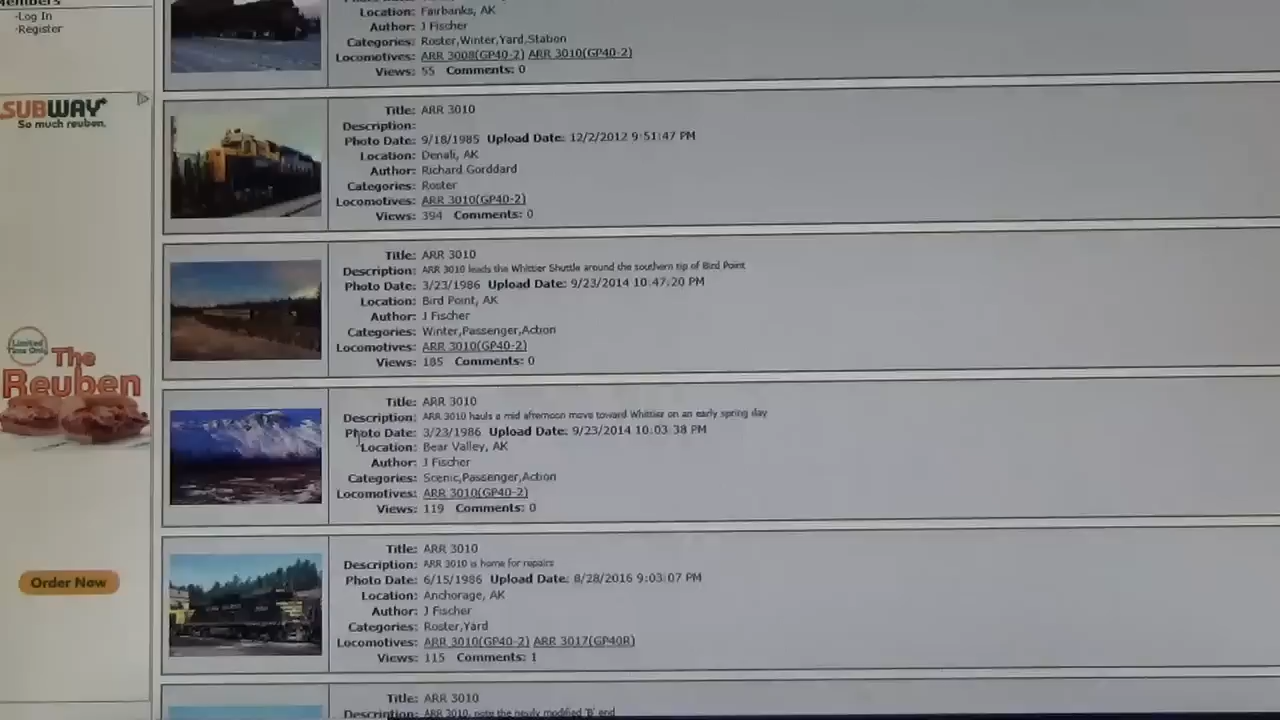 Members
·Log In
·Register
SUBWAY
So much reuben.
Limited
Time Only
The
Reuben
Order Now
Location: Fairbanks, AK
Author: J Fischer
Categories: Roster,Winter,Yard,Station
Locomotives: ARR 3008(GP40-2) ARR 3010(GP40-2)
Views: 55 Comments: 0
Title: ARR 3010
Description:
Photo Date: 9/18/1985 Upload Date: 12/2/2012 9:51:47 PM
Location: Denali, AK
Author: Richard Gorddard
Categories: Roster
Locomotives: ARR 3010(GP40-2)
Views: 394 Comments: 0
Title: ARR 3010
Description: ARR 3010 leads the Whittier Shuttle around the southern tip of Bird Point
Photo Date: 3/23/1986 Upload Date: 9/23/2014 10:47:20 PM
Location: Bird Point, AK
Author: J Fischer
Categories: Winter,Passenger,Action
Locomotives: ARR 3010(GP40-2)
Views: 185 Comments: 0
Title: ARR 3010
Description: ARR 3010 hauls a mid afternoon move toward Whittier on an early spring day
Photo Date: 3/23/1986 Upload Date: 9/23/2014 10:03:38 PM
Location: Bear Valley, AK
Author: J Fischer
Categories: Scenic,Passenger,Action
Locomotives: ARR 3010(GP40-2)
Views: 119 Comments: 0
Title: ARR 3010
Description: ARR 3010 is home for repairs
Photo Date: 6/15/1986 Upload Date: 8/28/2016 9:03:07 PM
Location: Anchorage, AK
Author: J Fischer
Categories: Roster,Yard
Locomotives: ARR 3010(GP40-2) ARR 3017(GP40R)
Views: 115 Comments: 1
Title: ARR 3010
Description: ARR 3010, note the newly modified 'B' end